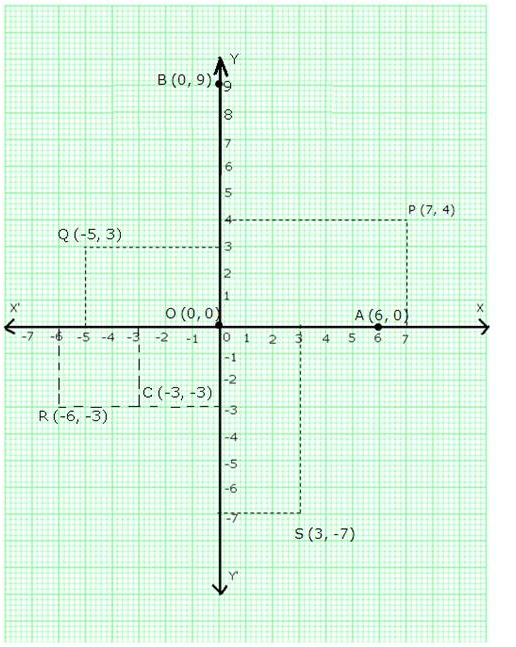 Y
B (0, 9)
9
8
7
6
5
P (7, 4)
4
Q (-5, 3)
3
2
1
X'
O (0, 0)
A (6, 0)
X
-7 -6 -5 -4 -3 -2 -1 0 1 2 3 4 5 6 7
-1
-2
C (-3, -3)
-3
R (-6, -3)
-4
-5
-6
-7
S (3, -7)
Y'